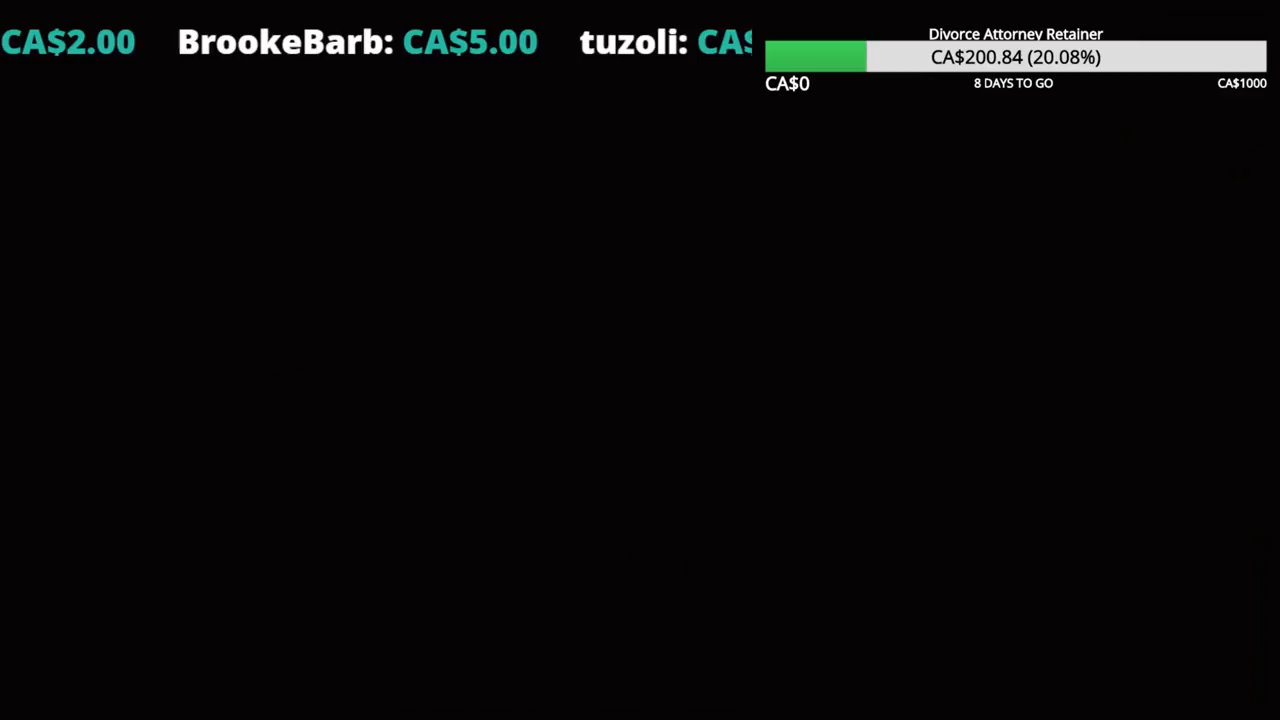 CA$2.00 BrookeBarb: CA$5.00 tuzoli: CA$
Divorce Attorney Retainer
CA$200.84 (20.08%)
CA$0 8 DAYS TO GO CA$1000